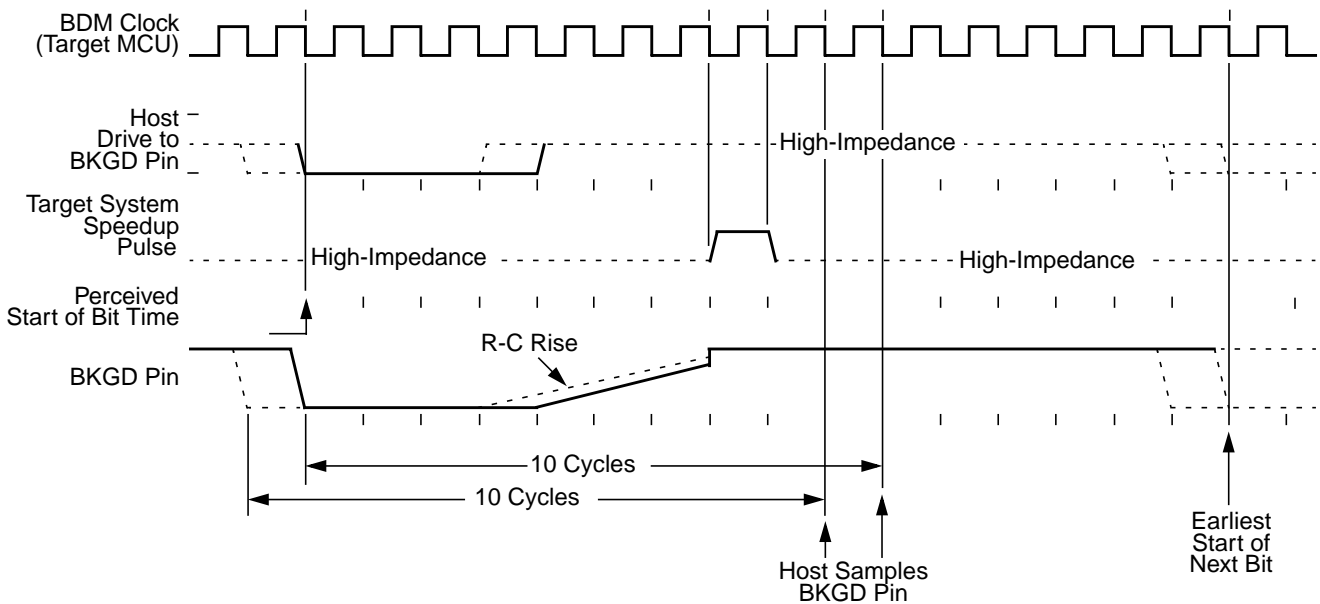 BDM Clock
(Target MCU)
Host
Drive to
BKGD Pin
High-Impedance
Target System
Speedup
Pulse
High-Impedance
High-Impedance
Perceived
Start of Bit Time
R-C Rise
BKGD Pin
10 Cycles
10 Cycles
Host Samples
BKGD Pin
Earliest
Start of
Next Bit